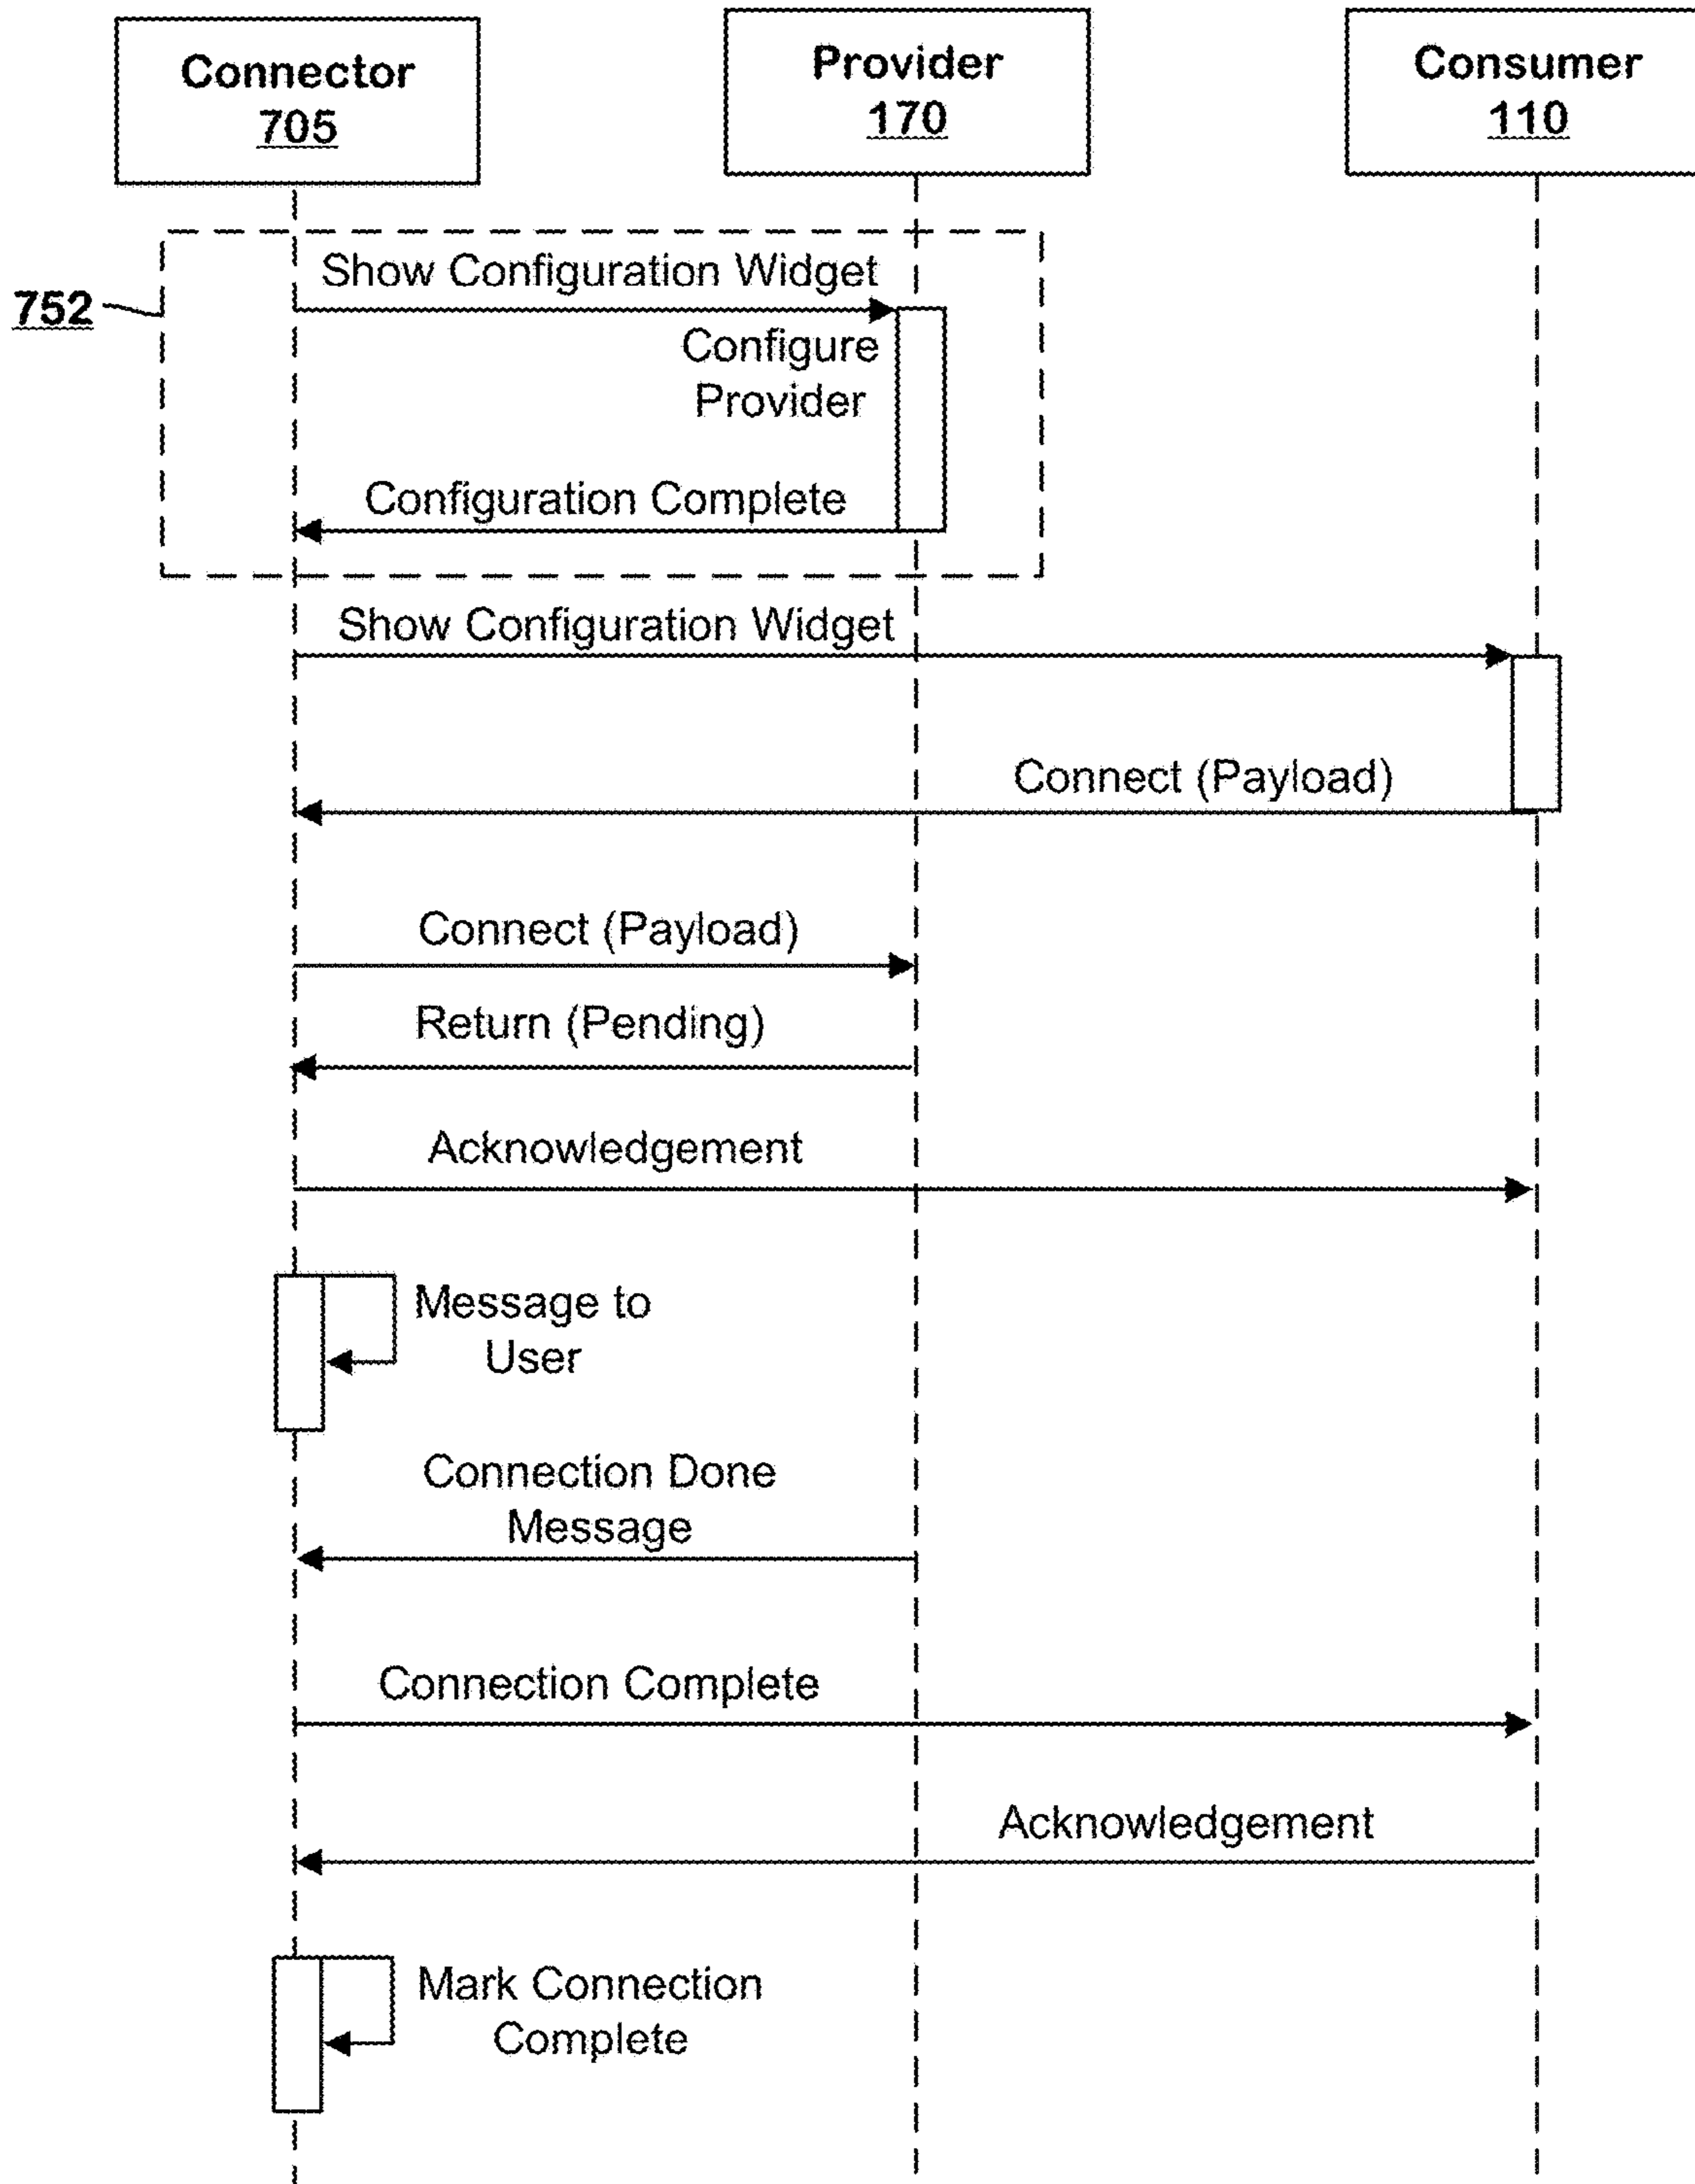 Connector
705
Provider
170
Consumer
110
752
Show Configuration Widget
Configure
Provider
Configuration Complete
Show Configuration Widget
Connect (Payload)
Connect (Payload)
Return (Pending)
Acknowledgement
Message to
User
Connection Done
Message
Connection Complete
Acknowledgement
Mark Connection
Complete